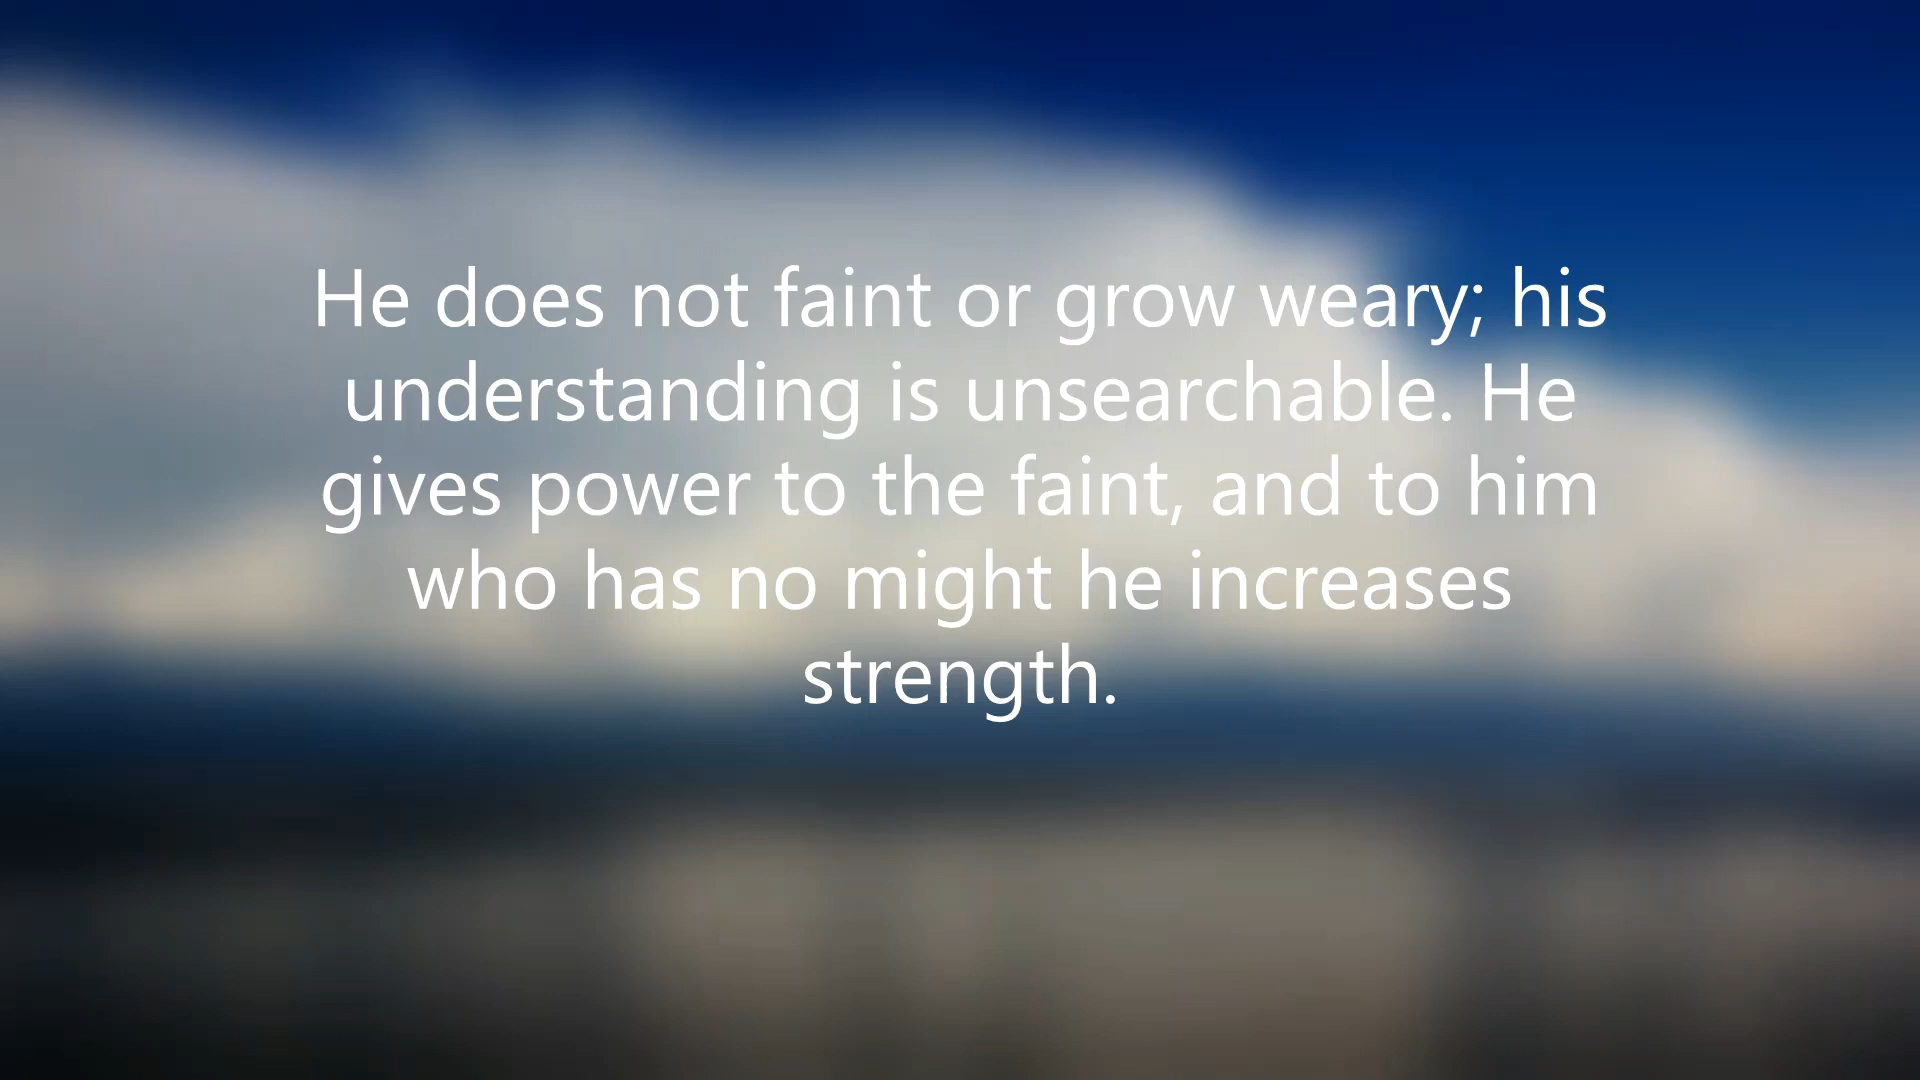 He does not faint or grow weary; his
understanding is unsearchable. He
gives power to the faint, and to him
who has no might he increases
strength.